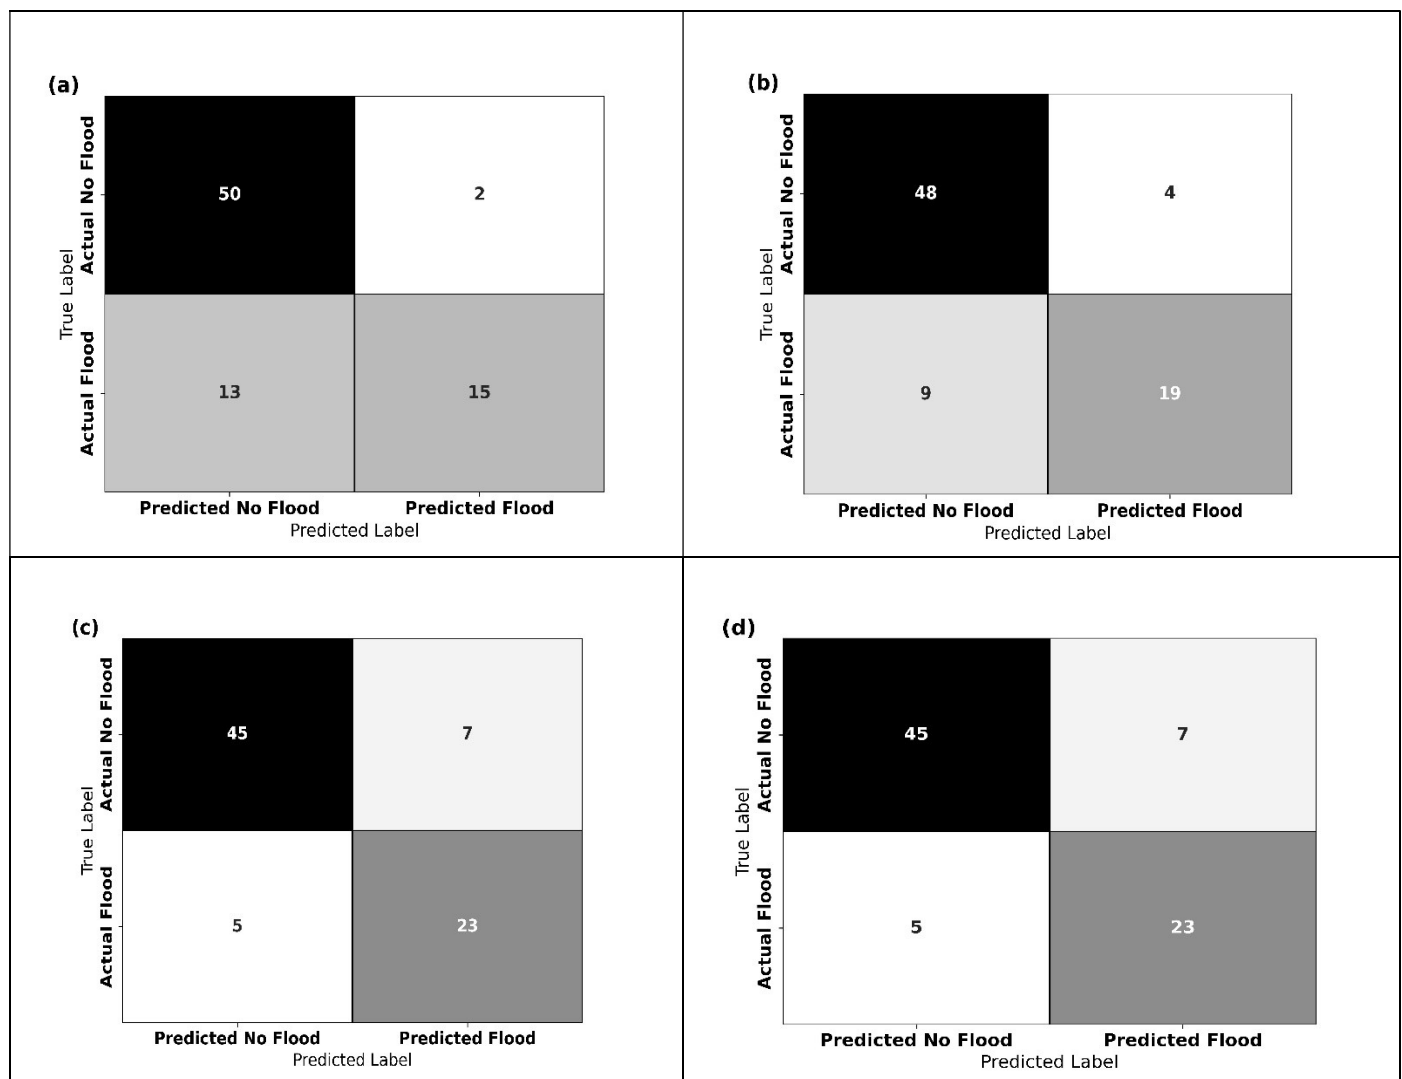 (a)
Actual No Flood
Actual Flood
True Label
50
2
13
15
Predicted No Flood
Predicted Flood
Predicted Label
(b)
Actual No Flood
Actual Flood
True Label
48
4
9
19
Predicted No Flood
Predicted Flood
Predicted Label
(c)
Actual No Flood
Actual Flood
True Label
45
7
5
23
Predicted No Flood
Predicted Flood
Predicted Label
(d)
Actual No Flood
Actual Flood
True Label
45
7
5
23
Predicted No Flood
Predicted Flood
Predicted Label